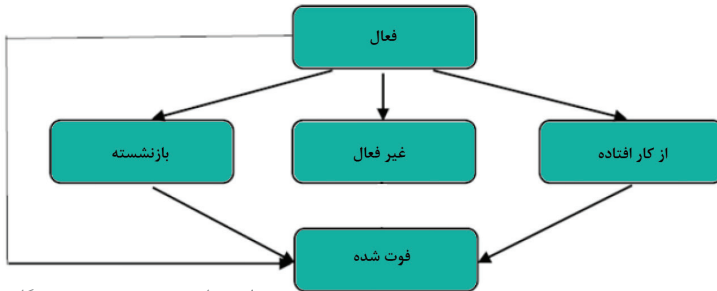 فعال
از کار افتاده
غیر فعال
بازنشسته
فوت شده